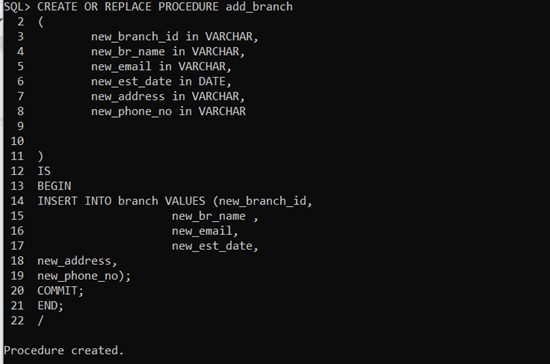 SQL> CREATE OR REPLACE PROCEDURE add_branch
  2  (
  3          new_branch_id in VARCHAR,
  4          new_br_name in VARCHAR,
  5          new_email in VARCHAR,
  6          new_est_date in DATE,
  7          new_address in VARCHAR,
  8          new_phone_no in VARCHAR
  9
 10
 11  )
 12  IS
 13  BEGIN
 14  INSERT INTO branch VALUES (new_branch_id,
 15                     new_br_name ,
 16                     new_email,
 17                     new_est_date,
 18  new_address,
 19  new_phone_no);
 20  COMMIT;
 21  END;
 22  /
Procedure created.